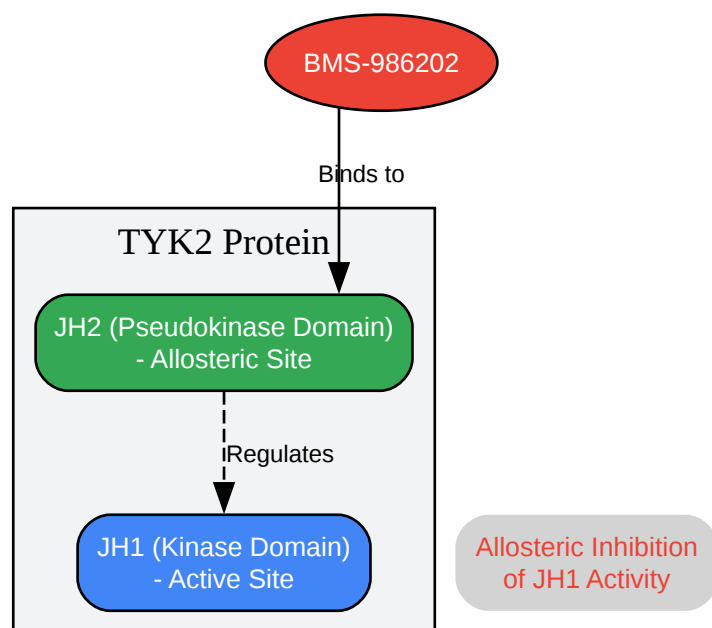 BMS-986202
Binds to
TYK2 Protein
JH2 (Pseudokinase Domain)
- Allosteric Site
Regulates
JH1 (Kinase Domain)
- Active Site
Allosteric Inhibition
of JH1 Activity